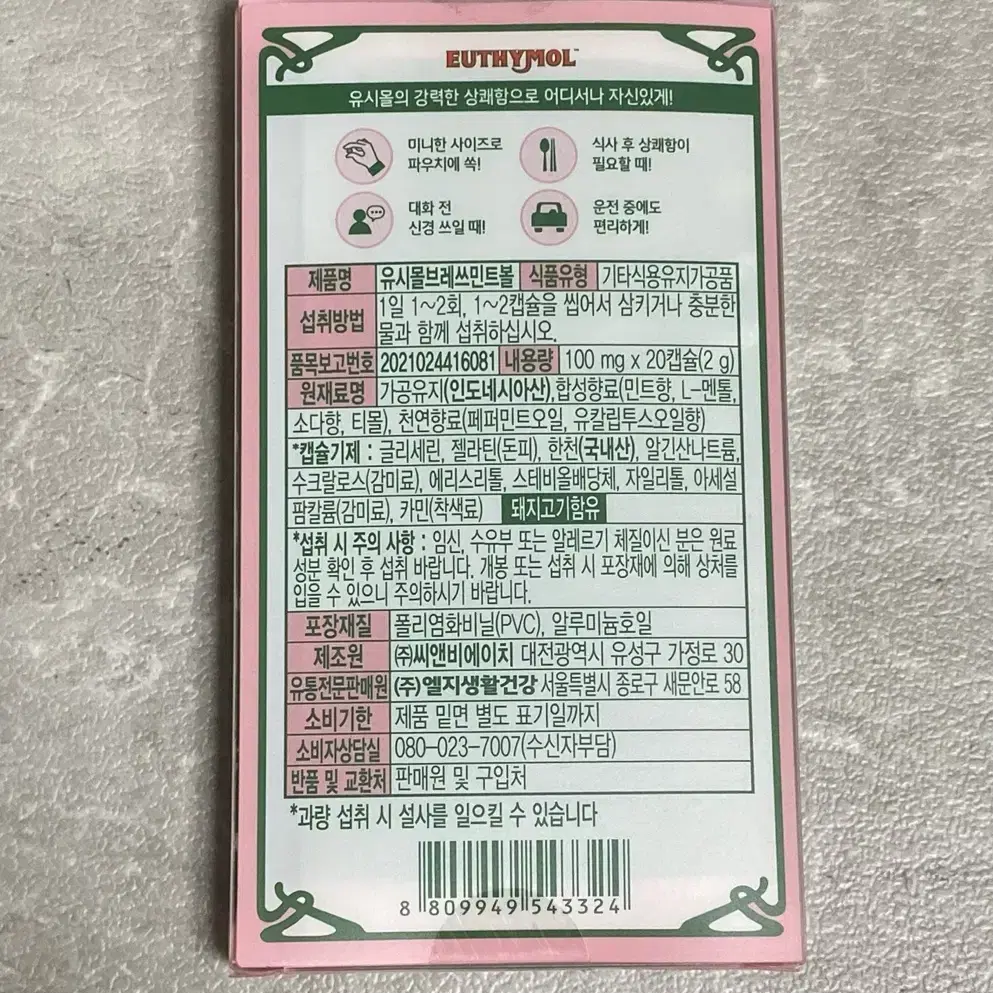 EUTHYMOL™
유시몰의 강력한 상쾌함으로 어디서나 자신있게!
미니한 사이즈로
파우치에 쏙!
식사 후 상쾌함이
필요할 때!
대화 전
신경 쓰일 때!
운전 중에도
편리하게!
제품명 유시몰브레쓰민트볼 식품유형 기타식용유지가공품
섭취방법 1일 1~2회, 1~2캡슐을 씹어서 삼키거나 충분한
물과 함께 섭취하십시오.
품목보고번호 2021024416081 내용량 100 mg x 20캡슐(2 g)
원재료명 가공유지(인도네시아산),합성향료(민트향, L-멘톨,
소다향, 티몰), 천연향료(페퍼민트오일, 유칼립투스오일향)
*캡슐기제 : 글리세린, 젤라틴(돈피), 한천(국내산), 알긴산나트륨,
수크랄로스(감미료), 에리스리톨, 스테비올배당체, 자일리톨, 아세설
팜칼륨(감미료), 카민(착색료) 돼지고기함유
*섭취 시 주의 사항 : 임신, 수유부 또는 알레르기 체질이신 분은 원료
성분 확인 후 섭취 바랍니다. 개봉 또는 섭취 시 포장재에 의해 상처를
입을 수 있으니 주의하시기 바랍니다.
포장재질 폴리염화비닐(PVC), 알루미늄호일
제조원 ㈜씨앤비에이치 대전광역시 유성구 가정로 30
유통전문판매원 (주)엘지생활건강 서울특별시 종로구 새문안로 58
소비기한 제품 밑면 별도 표기일까지
소비자상담실 080-023-7007(수신자부담)
반품 및 교환처 판매원 및 구입처
*과량 섭취 시 설사를 일으킬 수 있습니다
8 809949 543324